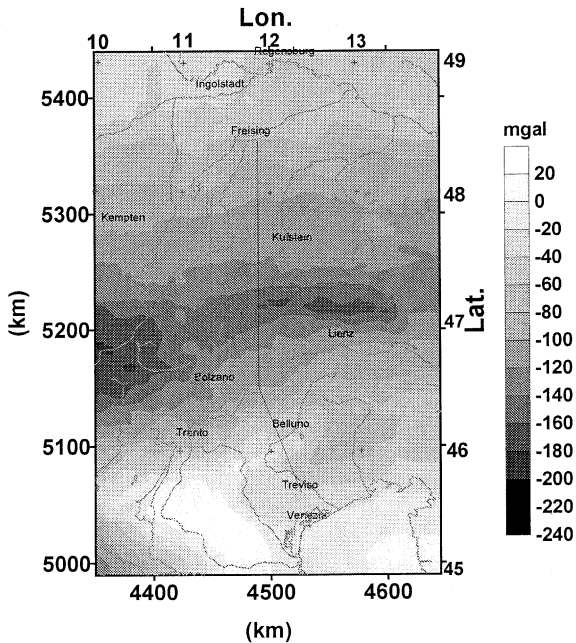 Lon.
10 11 12 13
Regensburg
49
Ingolstadt
5400
Freising
mgal
20
0
-20
-40
-60
-80
-100
-120
-140
-160
-180
-200
-220
-240
48
Kempten
5300
Kufstein
(km)
Lat.
5200
47
Lienz
Bolzano
Belluno
Trento
5100
46
Treviso
Venezia
5000
45
4400 4500 4600
(km)